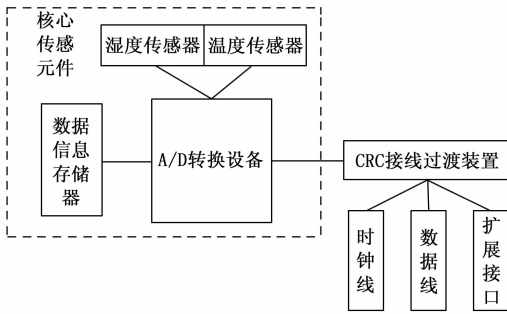 核心
传感
元件
湿度传感器
温度传感器
数据
信息
存储
器
A/D转换设备
CRC接线过渡装置
时
钟
线
数
据
线
扩
展
接
口